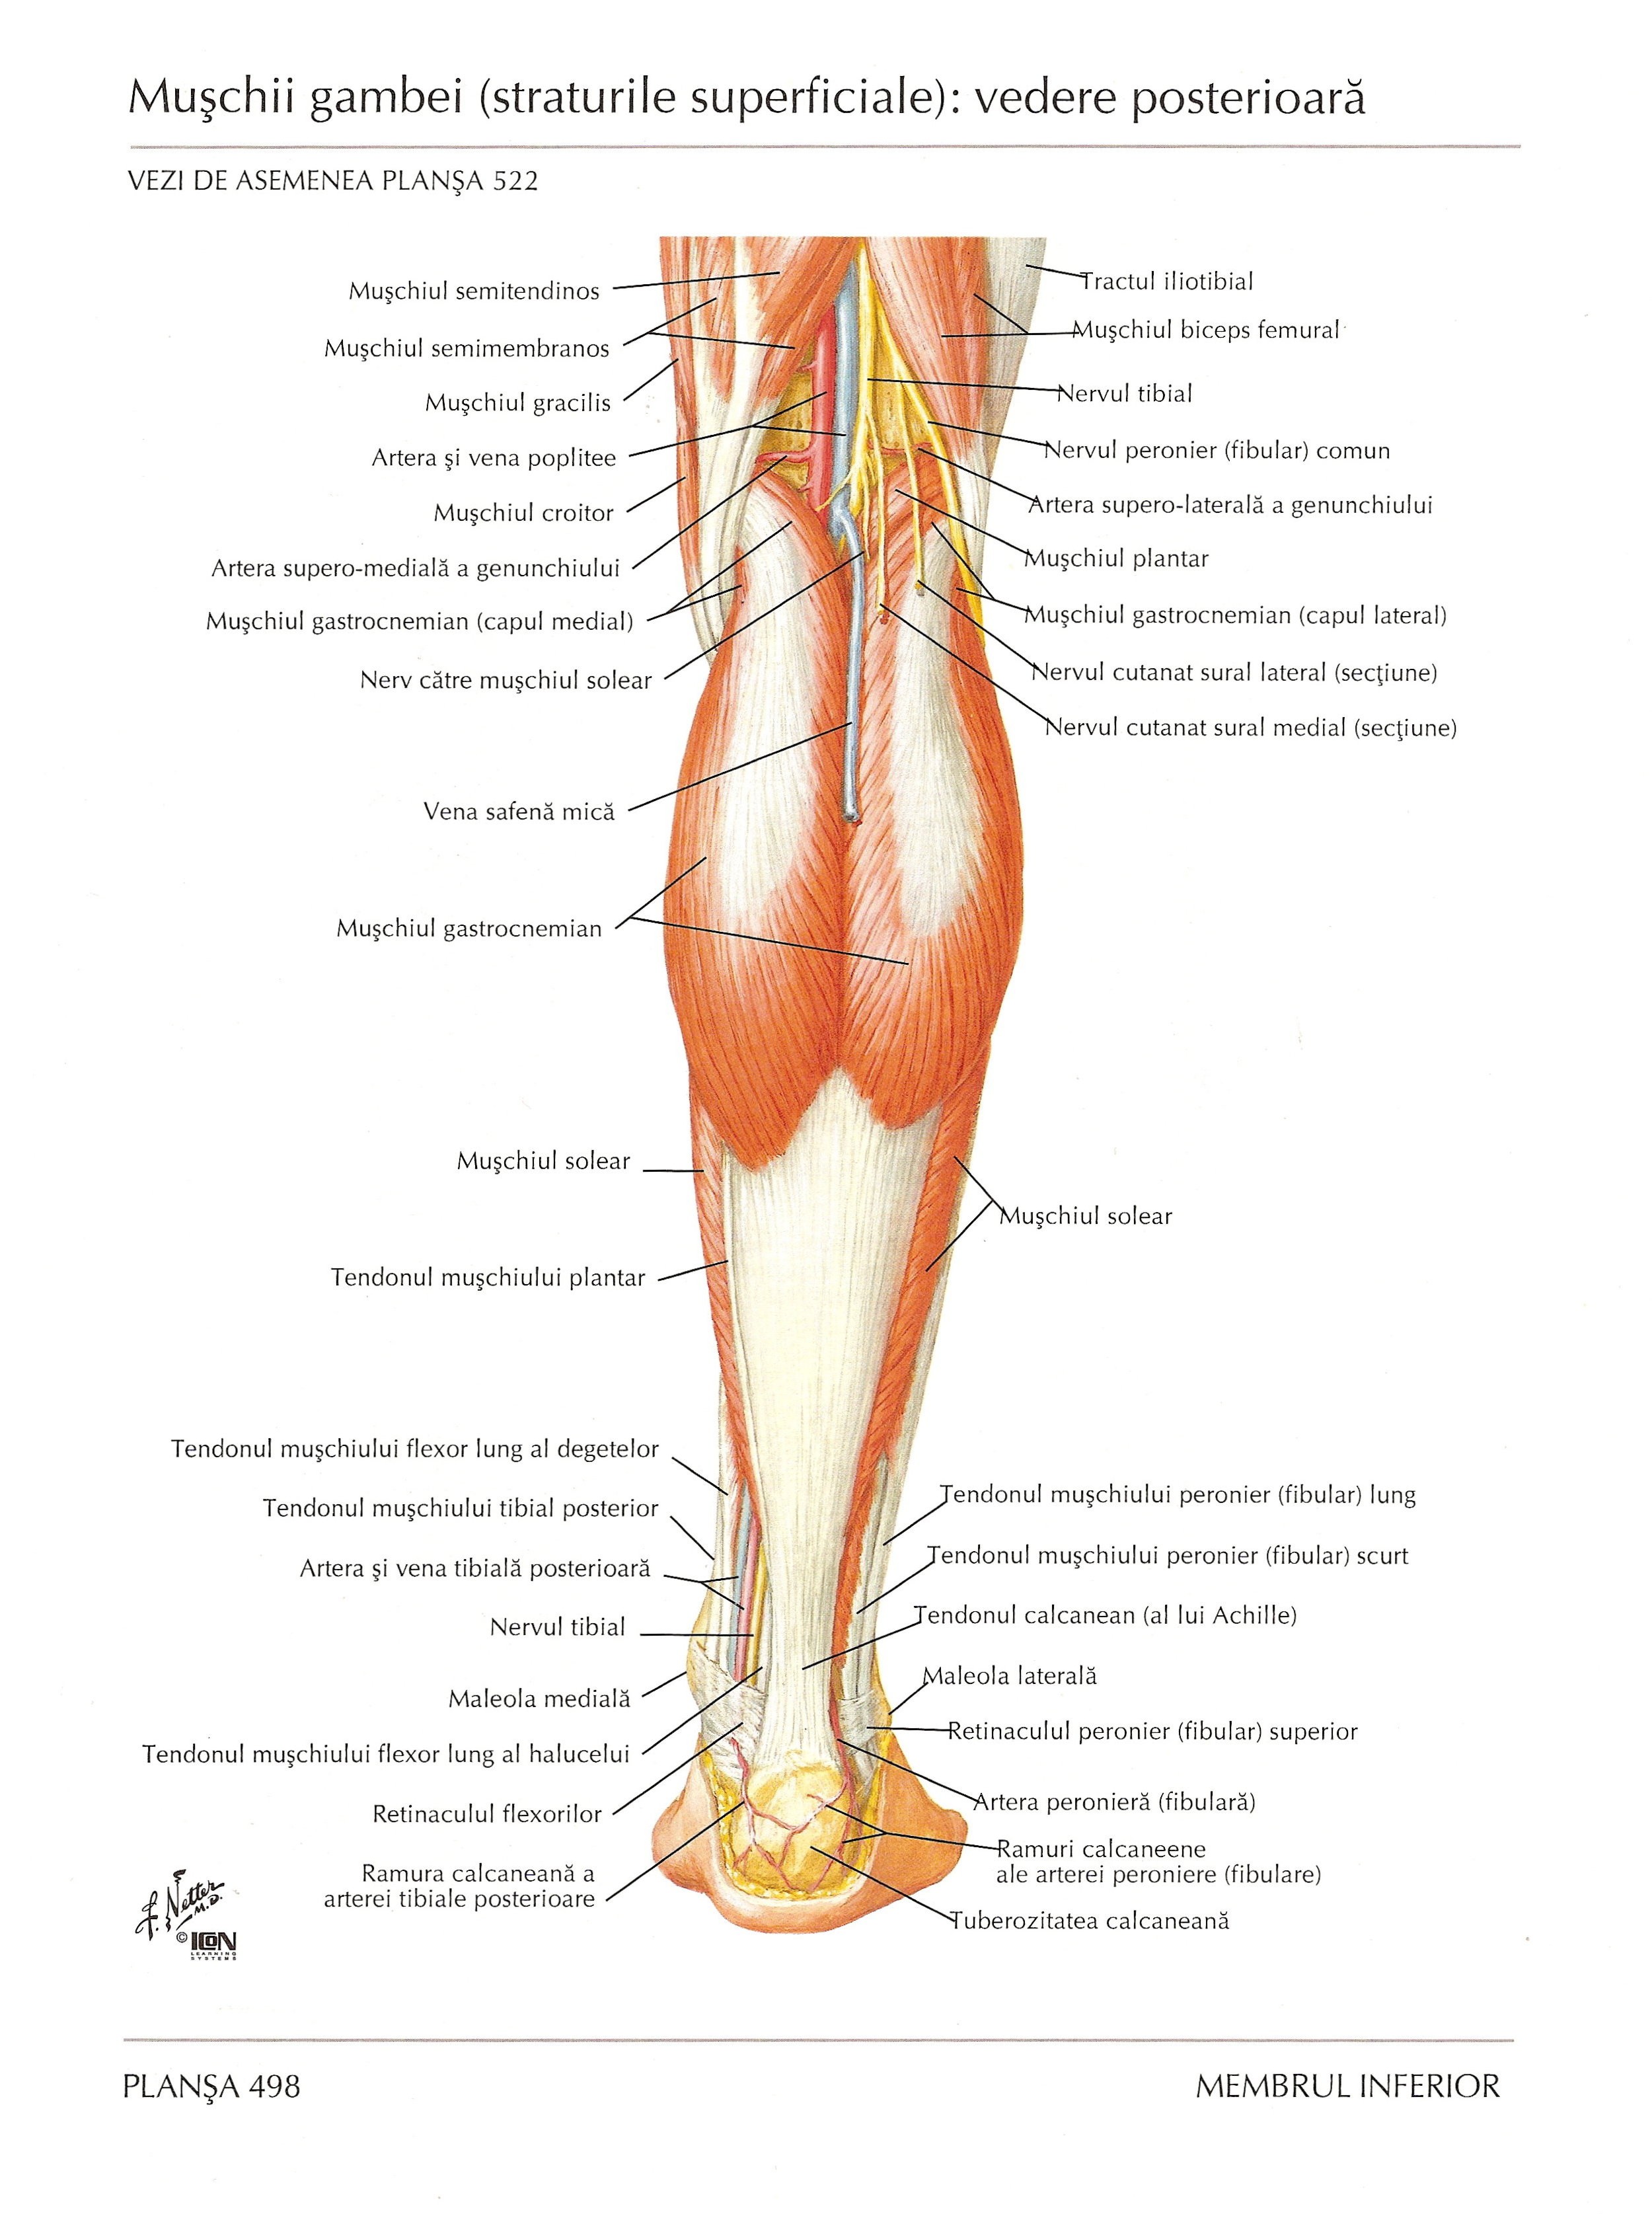 Muşchii gambei (straturile superficiale): vedere posterioară
VEZI DE ASEMENEA PLANŞA 522
Muşchiul semitendinos
Muşchiul semimembranos
Muşchiul gracilis
Artera şi vena poplitee
Muşchiul croitor
Artera supero-medială a genunchiului
Muşchiul gastrocnemian (capul medial)
Nerv către muşchiul solear
Vena safenă mică
Muşchiul gastrocnemian
Muşchiul solear
Tendonul muşchiului plantar
Tendonul muşchiului flexor lung al degetelor
Tendonul muşchiului tibial posterior
Artera şi vena tibială posterioară
Nervul tibial
Maleola medială
Tendonul muşchiului flexor lung al halucelui
Retinaculul flexorilor
Ramura calcaneană a
arterei tibiale posterioare
Tractul iliotibial
Muşchiul biceps femural
Nervul tibial
Nervul peronier (fibular) comun
Artera supero-laterală a genunchiului
Muşchiul plantar
Muşchiul gastrocnemian (capul lateral)
Nervul cutanat sural lateral (secţiune)
Nervul cutanat sural medial (secţiune)
Muşchiul solear
Tendonul muşchiului peronier (fibular) lung
Tendonul muşchiului peronier (fibular) scurt
Tendonul calcanean (al lui Achille)
Maleola laterală
Retinaculul peronier (fibular) superior
Artera peronieră (fibulară)
Ramuri calcaneene
ale arterei peroniere (fibulare)
Tuberozitatea calcaneană
F. Netter
M.D.
© ICON
LEARNING
SYSTEMS
PLANŞA 498
MEMBRUL INFERIOR